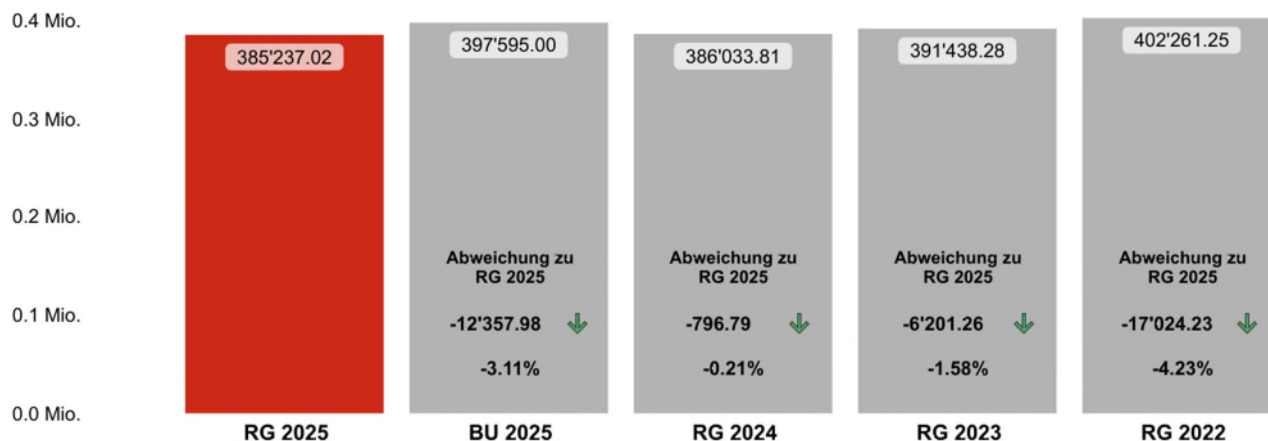 0.4 Mio.
0.3 Mio.
0.2 Mio.
0.1 Mio.
0.0 Mio.
385'237.02
RG 2025
397'595.00
Abweichung zu
RG 2025
-12'357.98
-3.11%
BU 2025
386'033.81
Abweichung zu
RG 2025
-796.79
-0.21%
RG 2024
391'438.28
Abweichung zu
RG 2025
-6'201.26
-1.58%
RG 2023
402'261.25
Abweichung zu
RG 2025
-17'024.23
-4.23%
RG 2022